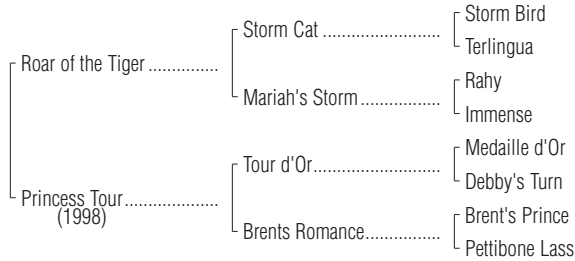 Storm Bird
Storm Cat ........................
Terlingua
Roar of the Tiger ..............
Rahy
Mariah's Storm ................
Immense
Medaille d'Or
Tour d'Or..........................
Debby's Turn
Princess Tour...................
(1998)
Brent's Prince
Brents Romance...............
Pettibone Lass